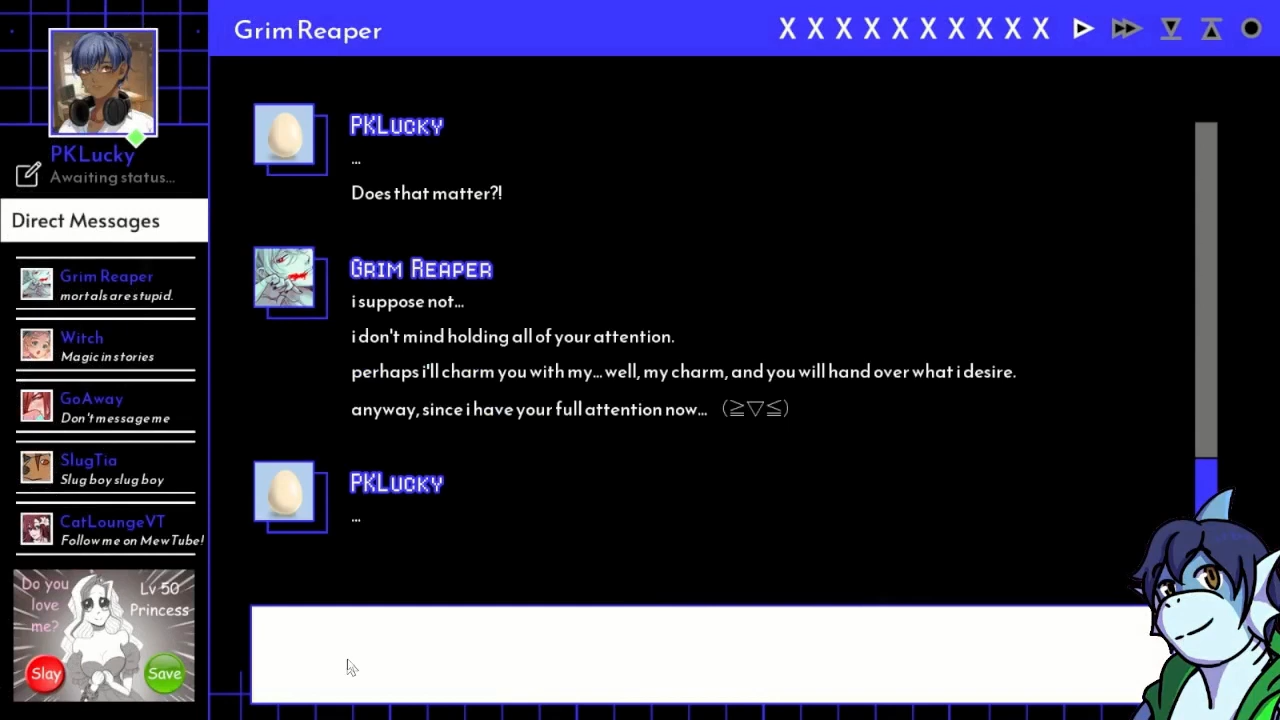 Grim Reaper
X X X X X X X X X X
PKLucky
Awaiting status...
Direct Messages
Grim Reaper
mortals are stupid.
Witch
Magic in stories
GoAway
Don't message me
SlugTia
Slug boy slug boy
CatLoungeVT
Follow me on MewTube!
Do you
love
me?
Lv 50
Princess
Slay
Save
PKLucky
...
Does that matter?!
Grim Reaper
i suppose not...
i don't mind holding all of your attention.
perhaps i'll charm you with my... well, my charm, and you will hand over what i desire.
anyway, since i have your full attention now... (≧▽≦)
PKLucky
...